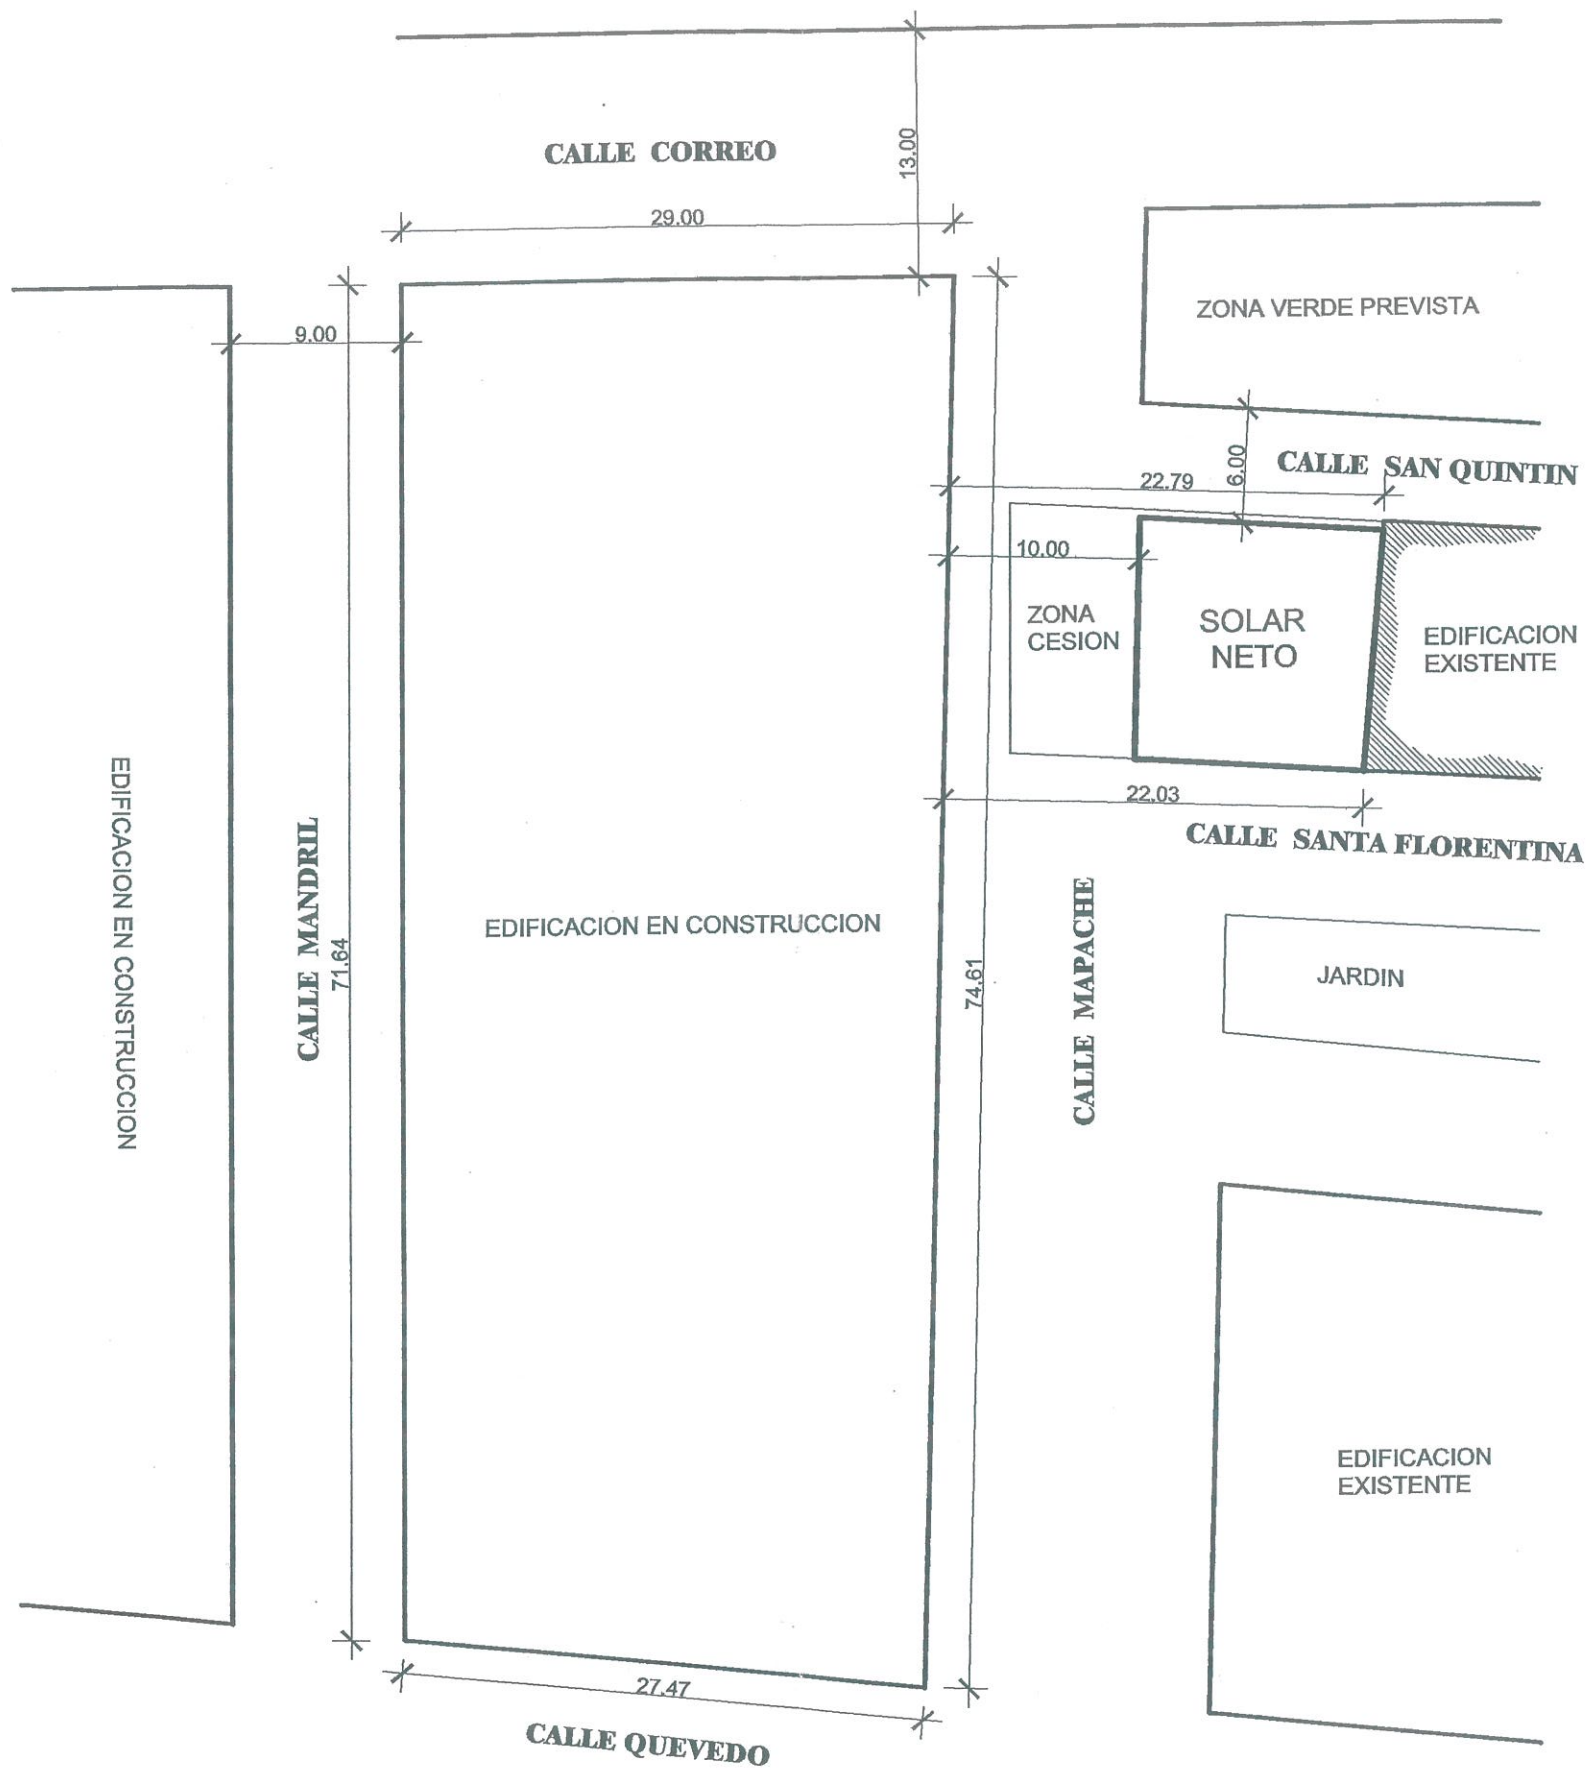 13.00
CALLE CORREO
29.00
ZONA VERDE PREVISTA
9.00
6.00
CALLE SAN QUINTIN
22.79
10.00
ZONA
CESION
SOLAR
NETO
EDIFICACION
EXISTENTE
22.03
CALLE SANTA FLORENTINA
EDIFICACION EN CONSTRUCCION
CALLE MANDRIL
71.64
EDIFICACION EN CONSTRUCCION
74.61
CALLE MAPACHE
JARDIN
EDIFICACION
EXISTENTE
27.47
CALLE QUEVEDO